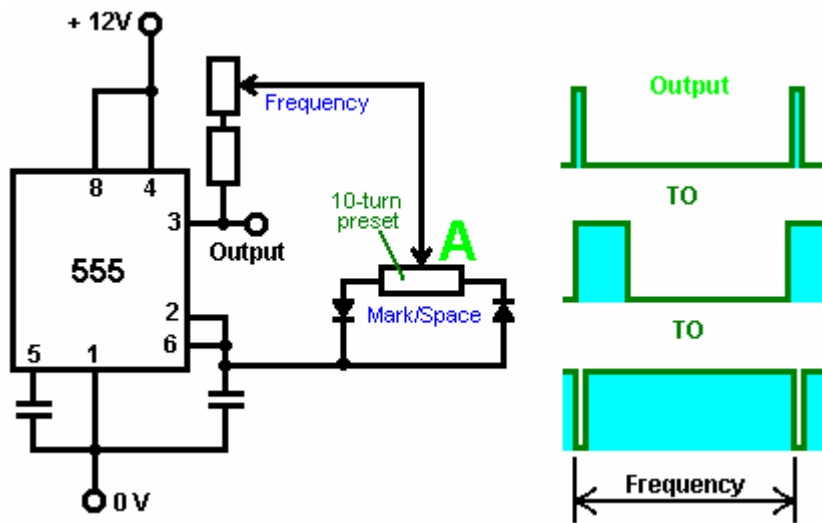 + 12V
Frequency
8
4
3
Output
555
10-turn
preset
A
Mark/Space
2
6
5
1
0 V
Output
TO
TO
Frequency